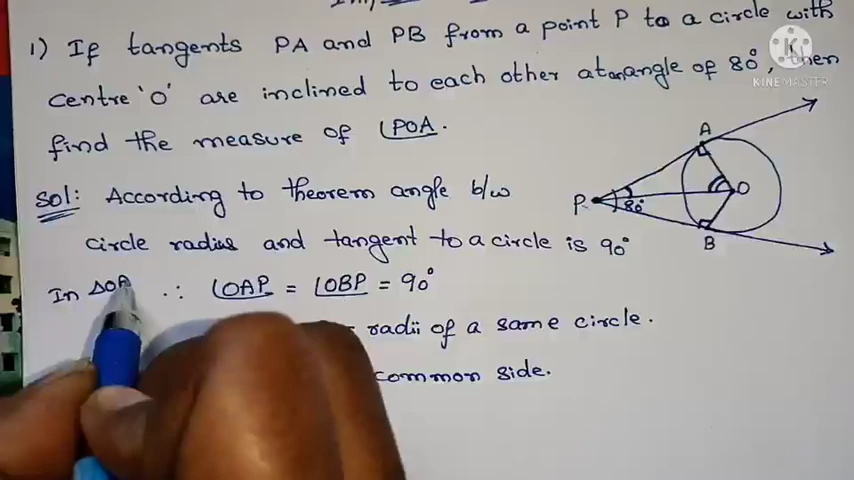 1) If tangents PA and PB from a point P to a circle with
centre 'O' are inclined to each other at an angle of 80°, then
find the measure of ∠POA.
Sol: According to theorem angle b/w
circle radius and tangent to a circle is 90°
In △OA
∴ ∠OAP = ∠OBP = 90°
radii of a same circle.
common side.
A
P
80°
O
B
KINEMASTER